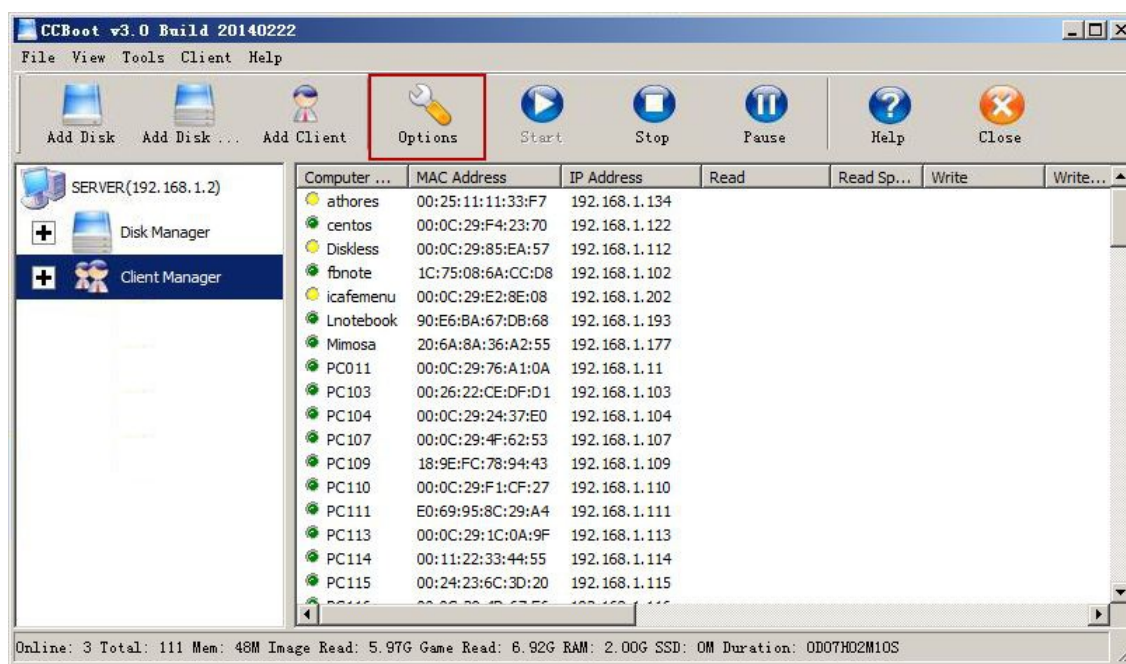 CCBoot v3.0 Build 20140222
File View Tools Client Help
Add Disk Add Disk ... Add Client Options Start Stop Pause Help Close
SERVER(192.168.1.2)
Disk Manager
Client Manager
Computer ... MAC Address IP Address Read Read Sp... Write Write...
athores 00:25:11:11:33:F7 192.168.1.134
centos 00:0C:29:F4:23:70 192.168.1.122
Diskless 00:0C:29:85:EA:57 192.168.1.112
fbnote 1C:75:08:6A:CC:D8 192.168.1.102
icafemenu 00:0C:29:E2:8E:08 192.168.1.202
Lnotebook 90:E6:BA:67:DB:68 192.168.1.193
Mimosa 20:6A:8A:36:A2:55 192.168.1.177
PC011 00:0C:29:76:A1:0A 192.168.1.11
PC103 00:26:22:CE:DF:D1 192.168.1.103
PC104 00:0C:29:24:37:E0 192.168.1.104
PC107 00:0C:29:4F:62:53 192.168.1.107
PC109 18:9E:FC:78:94:43 192.168.1.109
PC110 00:0C:29:F1:CF:27 192.168.1.110
PC111 E0:69:95:8C:29:A4 192.168.1.111
PC113 00:0C:29:1C:0A:9F 192.168.1.113
PC114 00:11:22:33:44:55 192.168.1.114
PC115 00:24:23:6C:3D:20 192.168.1.115
Online: 3 Total: 111 Mem: 48M Image Read: 5.97G Game Read: 6.92G RAM: 2.00G SSD: 0M Duration: 0D07H02M10S